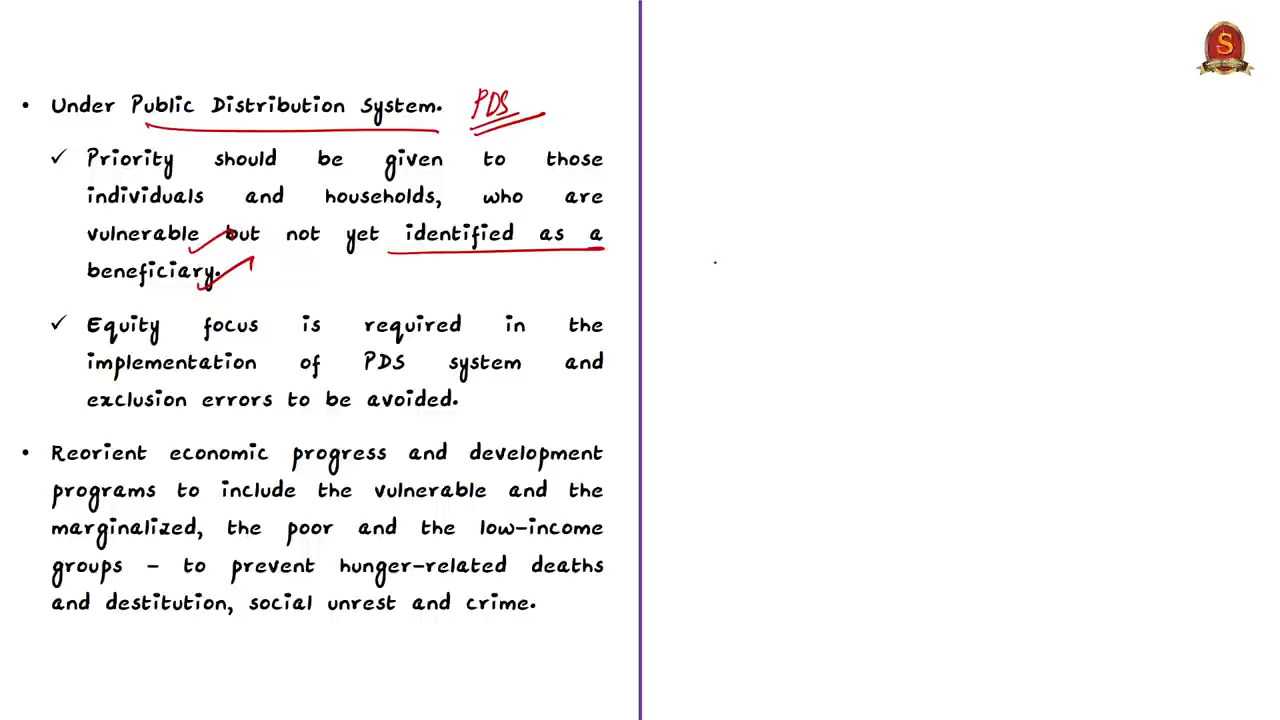 • Under Public Distribution System. PDS
✓ Priority should be given to those
individuals and households, who are
vulnerable but not yet identified as a
beneficiary.
✓ Equity focus is required in the
implementation of PDS system and
exclusion errors to be avoided.
• Reorient economic progress and development
programs to include the vulnerable and the
marginalized, the poor and the low-income
groups – to prevent hunger-related deaths
and destitution, social unrest and crime.
S